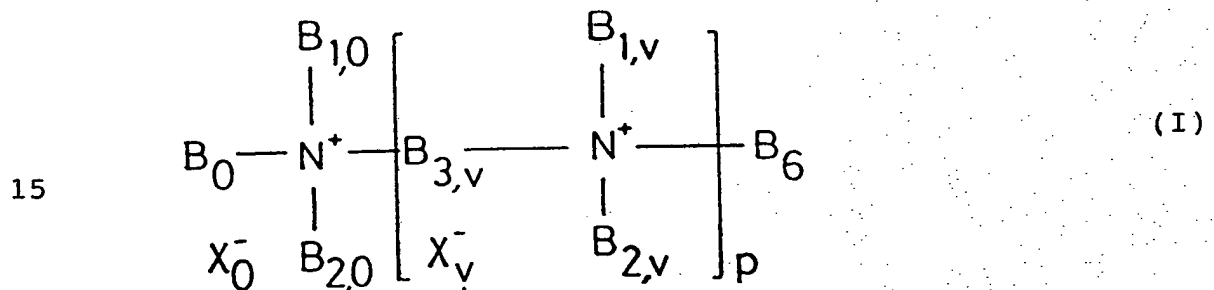 B1,0 B1,v
(I)
B0 — N+ — [ B3,v — N+ — ]p B6
15
X0- B2,0 Xv- B2,v